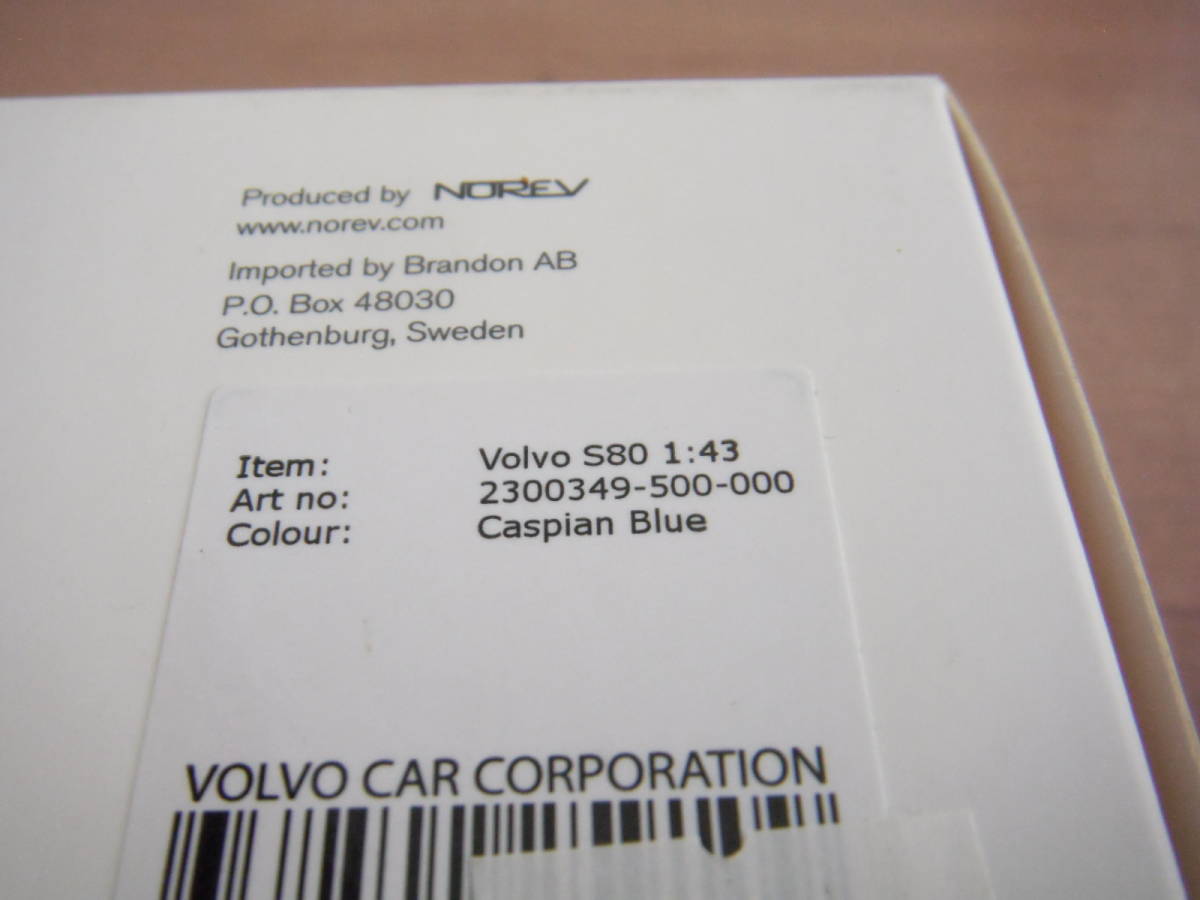 Produced by NOREV
www.norev.com
Imported by Brandon AB
P.O. Box 48030
Gothenburg, Sweden
Item: Volvo S80 1:43
Art no: 2300349-500-000
Colour: Caspian Blue
VOLVO CAR CORPORATION